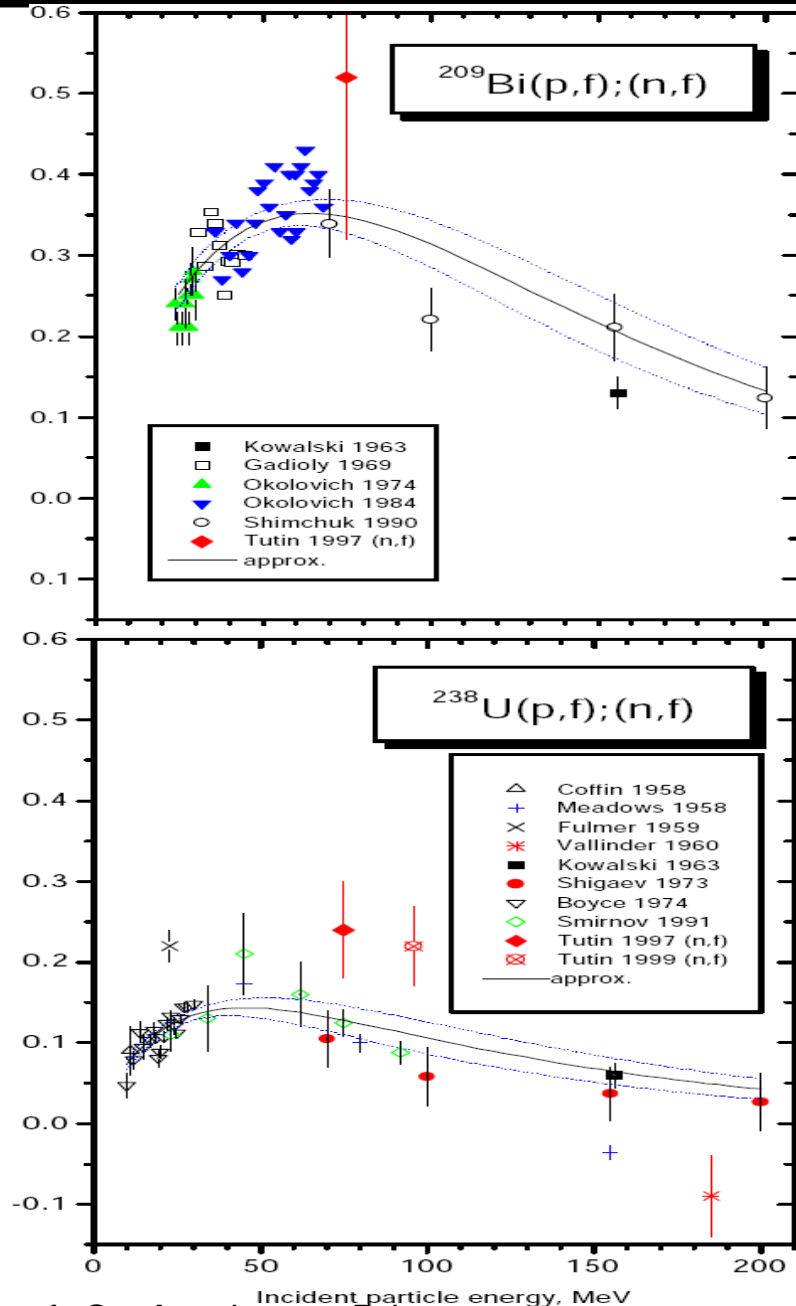 0.6
²⁰⁹Bi(p,f);(n,f)
0.5
0.4
0.3
0.2
0.1
Kowalski 1963
Gadioly 1969
Okolovich 1974
0.0
Okolovich 1984
Shimchuk 1990
Tutin 1997 (n,f)
approx.
0.1
0.6
²³⁸U(p,f);(n,f)
0.5
Coffin 1958
Meadows 1958
0.4
Fulmer 1959
Vallinder 1960
Kowalski 1963
0.3
Shigaev 1973
Boyce 1974
Smirnov 1991
Tutin 1997 (n,f)
0.2
Tutin 1999 (n,f)
approx.
0.1
0.0
-0.1
0 50 100 150 200
Incident particle energy, MeV